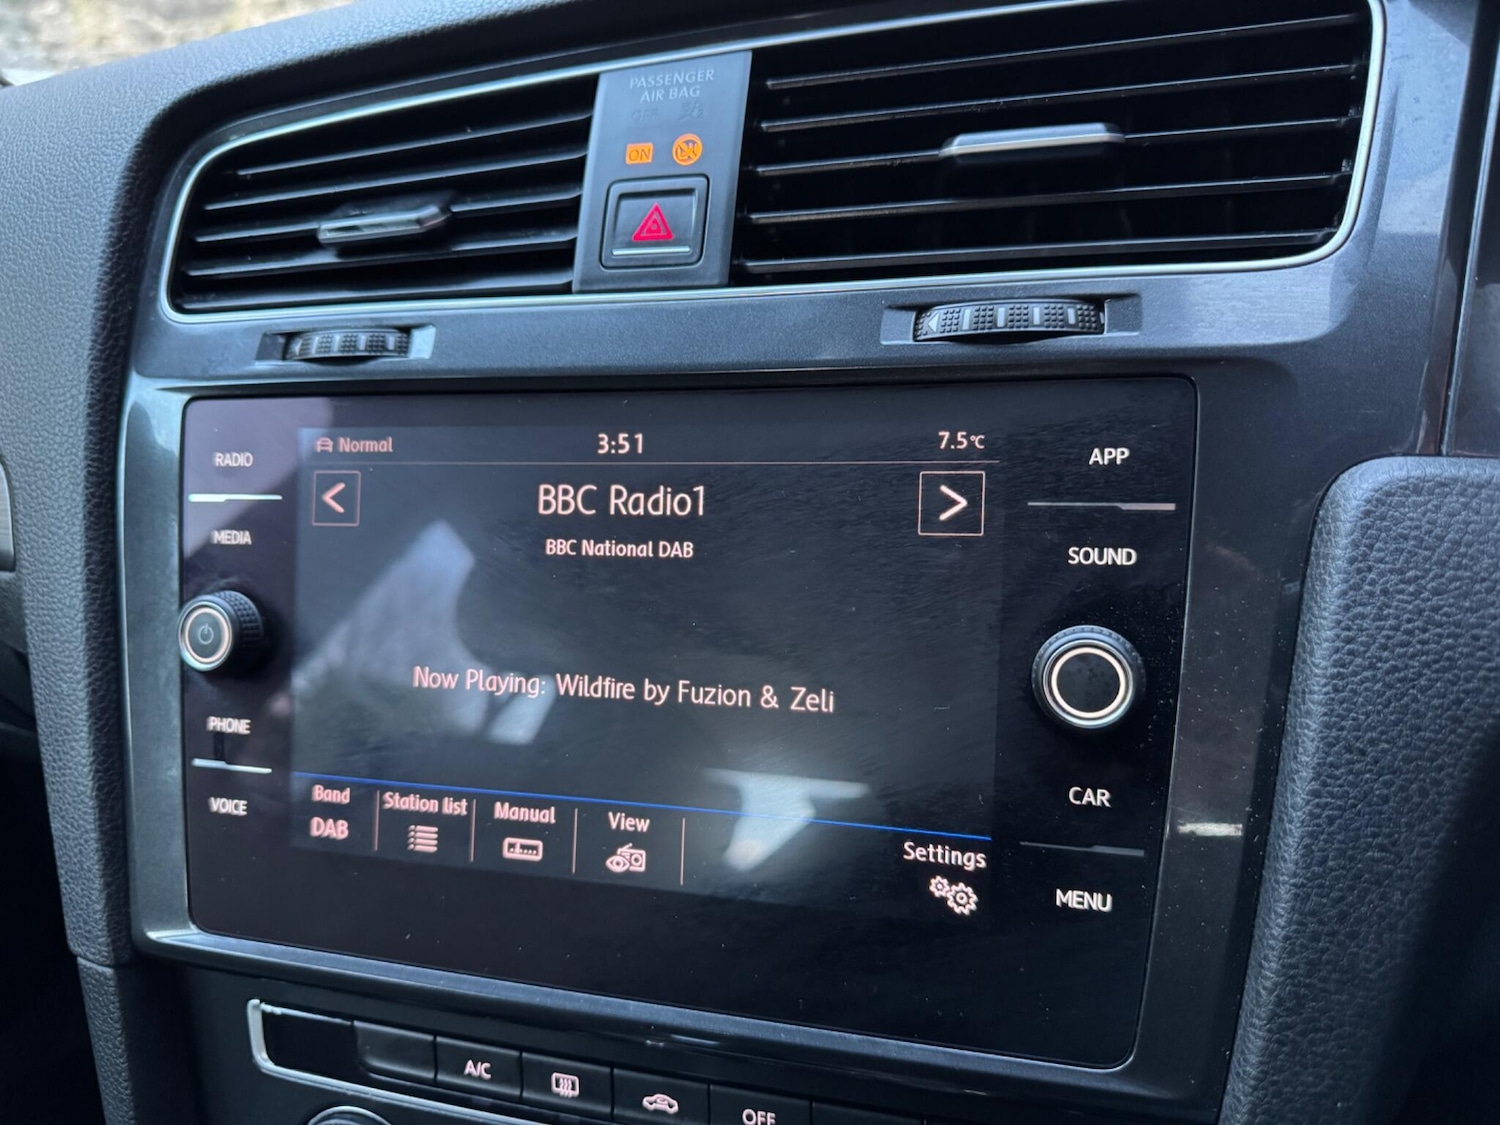 PASSENGER
AIR BAG
OFF
ON
RADIO
MEDIA
PHONE
VOICE
Normal
3:51
7.5°C
<
BBC Radio1
>
BBC National DAB
Now Playing: Wildfire by Fuzion & Zeli
Band
DAB
Station list
Manual
View
Settings
APP
SOUND
CAR
MENU
A/C
OFF